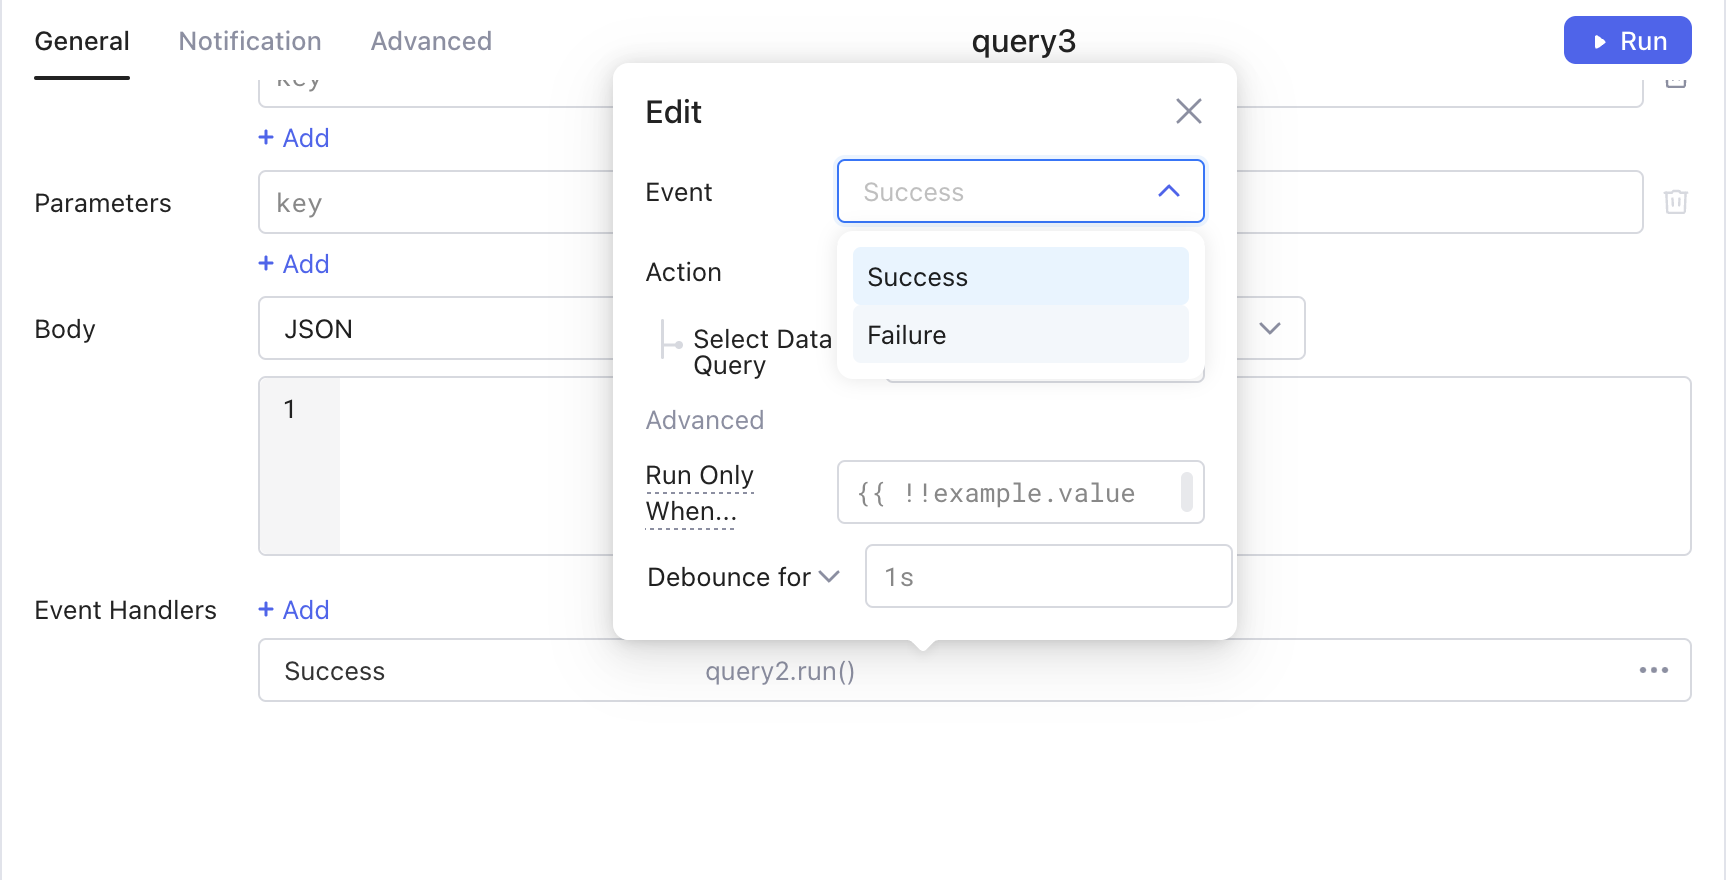 General
Notification
Advanced
query3
Run
key
+ Add
Parameters
key
+ Add
Body
JSON
1
Event Handlers
+ Add
Success
query2.run()
Edit
Event
Success
Success
Failure
Action
Select Data
Query
Advanced
Run Only
When...
{{ !!example.value
Debounce for
1s